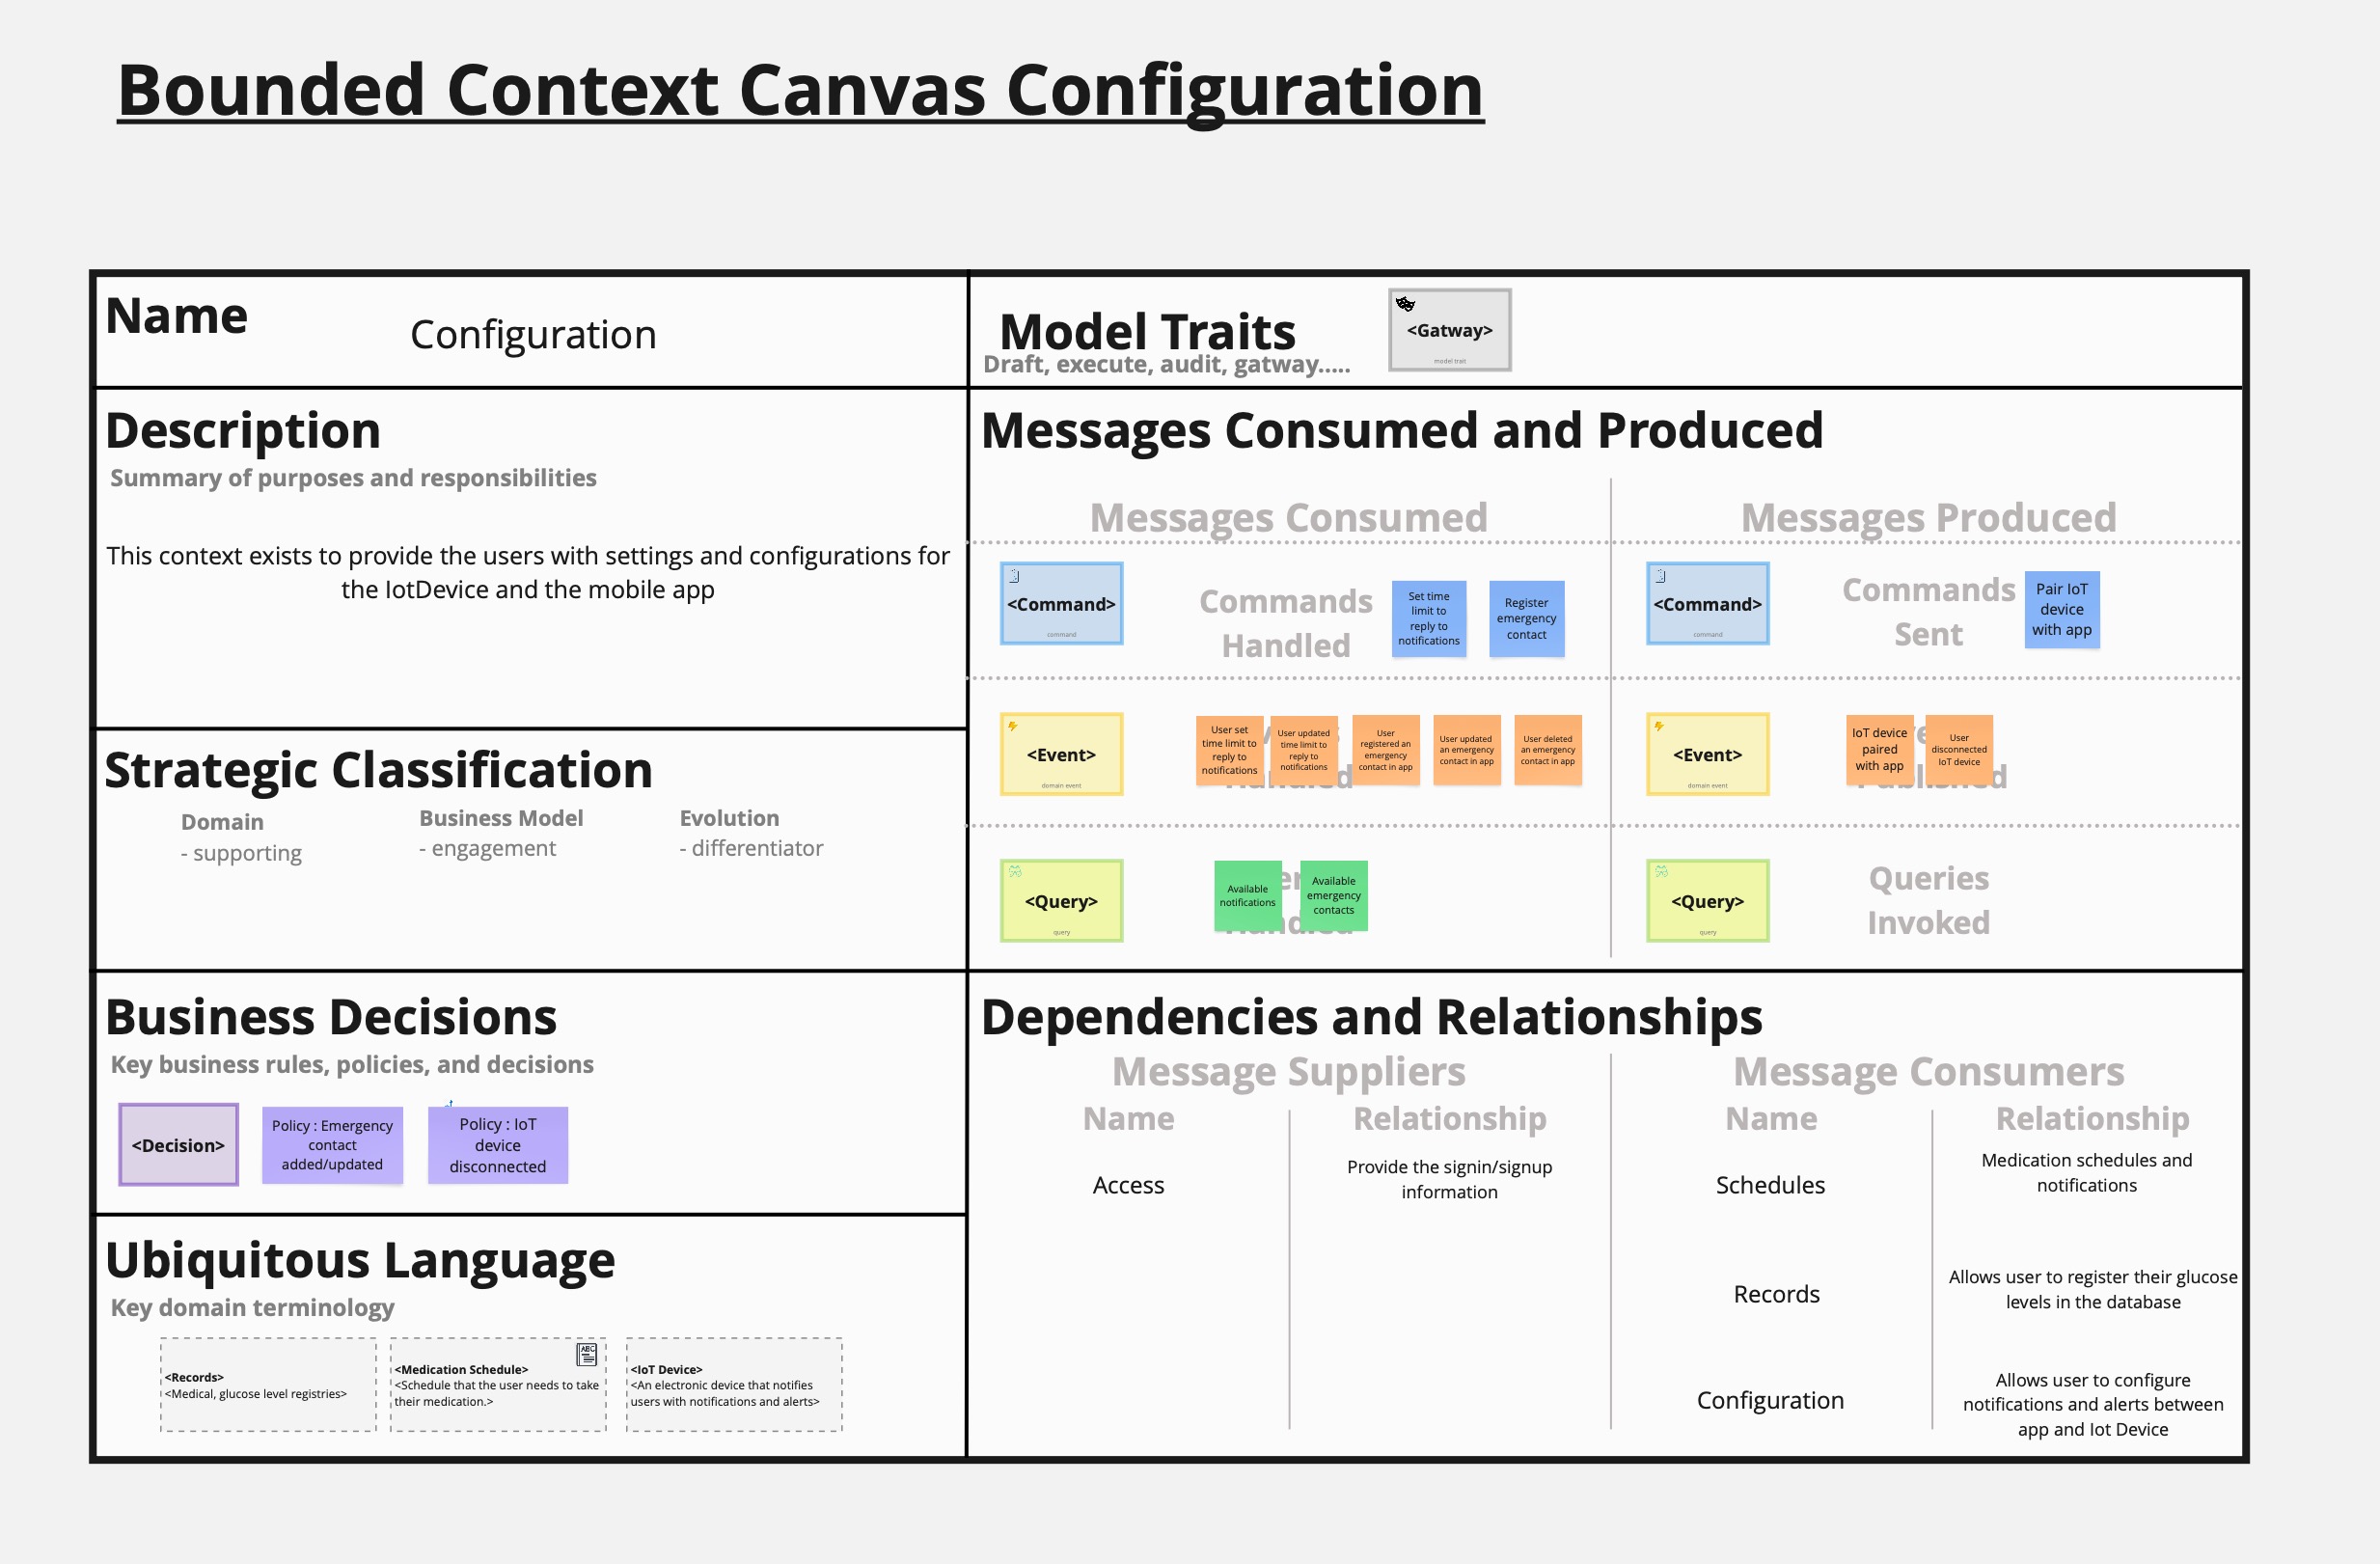 Bounded Context Canvas Configuration
Name
Configuration
Model Traits
Draft, execute, audit, gatway.....
<Gatway>
model trait
Description
Summary of purposes and responsibilities
This context exists to provide the users with settings and configurations for
the IotDevice and the mobile app
Strategic Classification
Domain
- supporting
Business Model
- engagement
Evolution
- differentiator
Business Decisions
Key business rules, policies, and decisions
<Decision>
Policy : Emergency
contact
added/updated
Policy : IoT
device
disconnected
Ubiquitous Language
Key domain terminology
<Records>
<Medical, glucose level registries>
AEC
<Medication Schedule>
<Schedule that the user needs to take
their medication.>
<IoT Device>
<An electronic device that notifies
users with notifications and alerts>
Messages Consumed and Produced
Messages Consumed
<Command>
command
Commands
Handled
Set time
limit to
reply to
notifications
Register
emergency
contact
<Event>
domain event
User set
time limit to
reply to
notifications
User updated
time limit to
reply to
notifications
User
registered an
emergency
contact in app
User updated
an emergency
contact in app
User deleted
an emergency
contact in app
<Query>
query
Available
notifications
Available
emergency
contacts
Messages Produced
<Command>
command
Commands
Sent
Pair IoT
device
with app
<Event>
domain event
IoT device
paired
with app
User
disconnected
IoT device
<Query>
query
Queries
Invoked
Dependencies and Relationships
Message Suppliers
Name
Relationship
Access
Provide the signin/signup
information
Message Consumers
Name
Relationship
Schedules
Medication schedules and
notifications
Records
Allows user to register their glucose
levels in the database
Configuration
Allows user to configure
notifications and alerts between
app and Iot Device